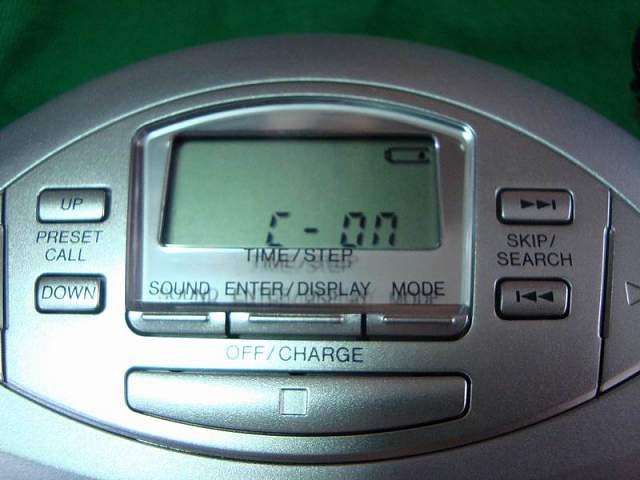 C-ON
UP
PRESET
CALL
DOWN
TIME/STEP
SOUND ENTER/DISPLAY MODE
SKIP/
SEARCH
OFF/CHARGE